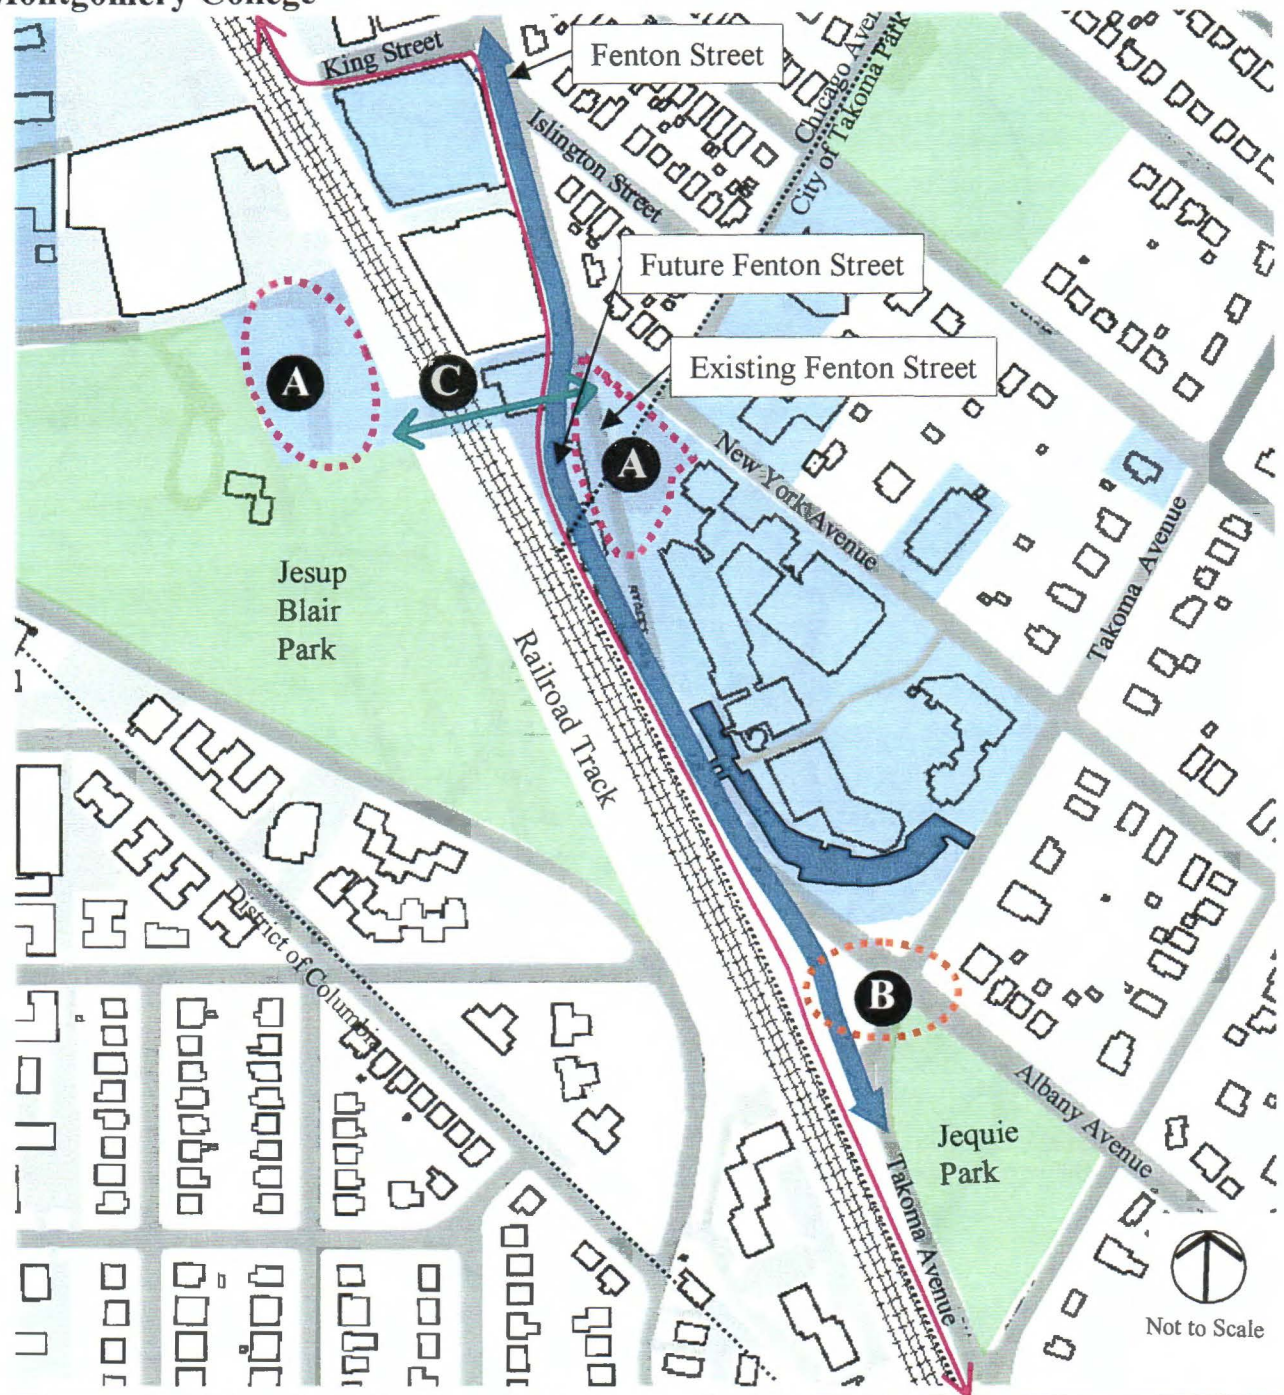 Montgomery College
King Street
Fenton Street
Chicago Ave
City of Takoma Park
Islington Street
Future Fenton Street
Existing Fenton Street
A
C
A
New York Avenue
Takoma Avenue
Jesup
Blair
Park
Railroad Track
District of Columbia
B
Albany Avenue
Jequie
Park
Takoma Avenue
Not to Scale